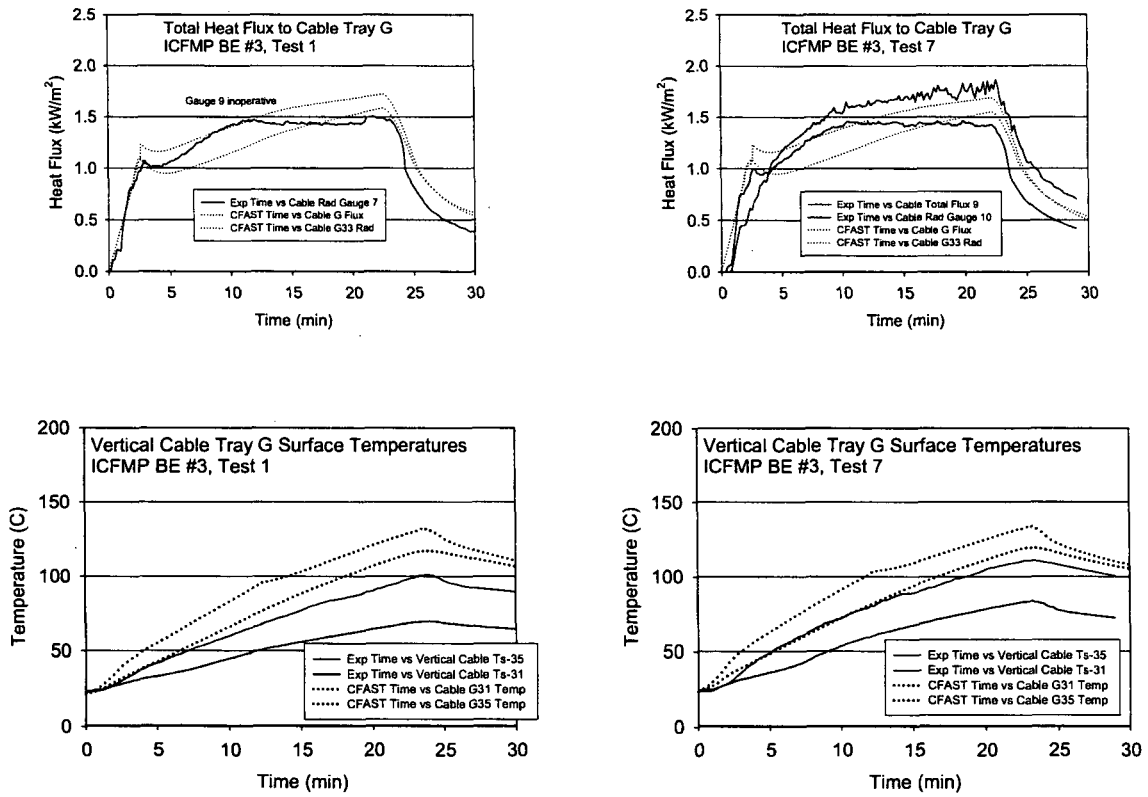 Total Heat Flux to Cable Tray G
ICFMP BE #3, Test 1
Gauge 9 inoperative
Heat Flux (kW/m²)
2.5
2.0
1.5
1.0
0.5
0.0
Exp Time vs Cable Rad Gauge 7
CFAST Time vs Cable G Flux
CFAST Time vs Cable G33 Rad
0 5 10 15 20 25 30
Time (min)
Total Heat Flux to Cable Tray G
ICFMP BE #3, Test 7
Heat Flux (kW/m²)
2.5
2.0
1.5
1.0
0.5
0.0
Exp Time vs Cable Total Flux 9
Exp Time vs Cable Rad Gauge 10
CFAST Time vs Cable G Flux
CFAST Time vs Cable G33 Rad
0 5 10 15 20 25 30
Time (min)
Vertical Cable Tray G Surface Temperatures
ICFMP BE #3, Test 1
Temperature (C)
200
150
100
50
0
Exp Time vs Vertical Cable Ts-35
Exp Time vs Vertical Cable Ts-31
CFAST Time vs Cable G31 Temp
CFAST Time vs Cable G35 Temp
0 5 10 15 20 25 30
Time (min)
Vertical Cable Tray G Surface Temperatures
ICFMP BE #3, Test 7
Temperature (C)
200
150
100
50
0
Exp Time vs Vertical Cable Ts-35
Exp Time vs Vertical Cable Ts-31
CFAST Time vs Cable G31 Temp
CFAST Time vs Cable G35 Temp
0 5 10 15 20 25 30
Time (min)